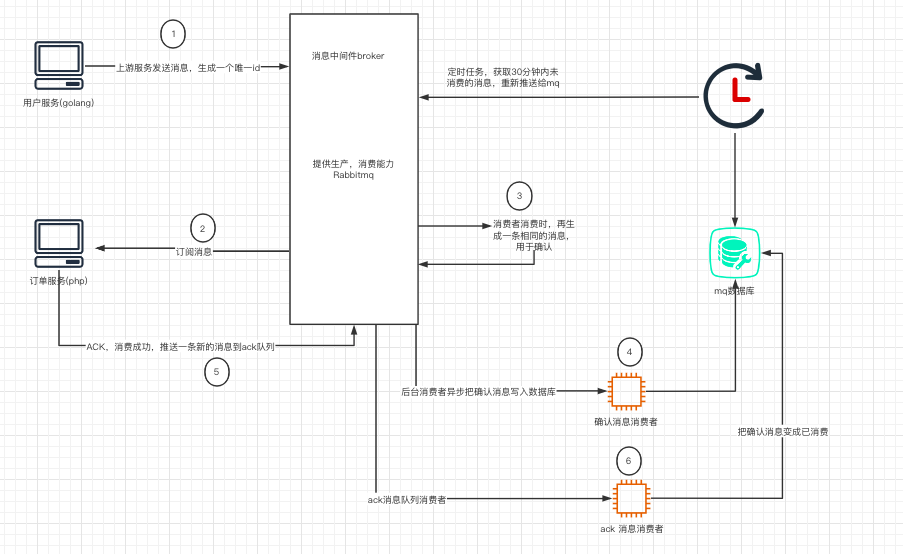 1
上游服务发送消息，生成一个唯一id
用户服务(golang)
消息中间件broker
定时任务，获取30分钟内未
消费的消息，重新推送给mq
提供生产，消费能力
Rabbitmq
3
消费者消费时，再生
成一条相同的消息，
用于确认
2
订阅消息
订单服务(php)
mq数据库
ACK，消费成功，推送一条新的消息到ack队列
5
4
后台消费者异步把确认消息写入数据库
确认消息消费者
把确认消息变成已消费
6
ack消息队列消费者
ack 消息消费者